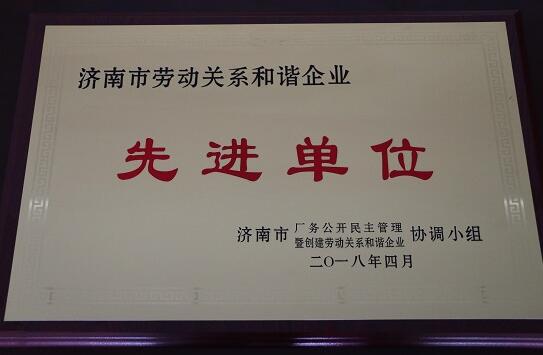 济南市劳动关系和谐企业
先进单位
济南市 厂务公开民主管理 协调小组
暨创建劳动关系和谐企业
二〇一八年四月